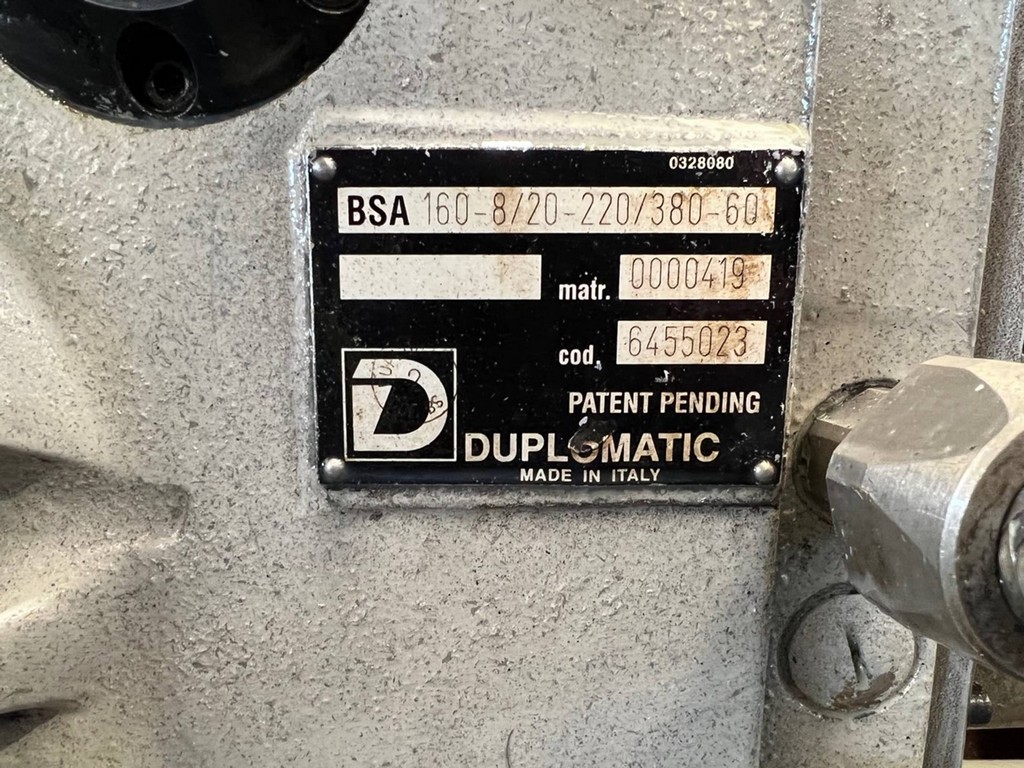 0328080
BSA 160-8/20-220/380-60
matr. 0000419
cod. 6455023
PATENT PENDING
D
DUPLOMATIC
MADE IN ITALY